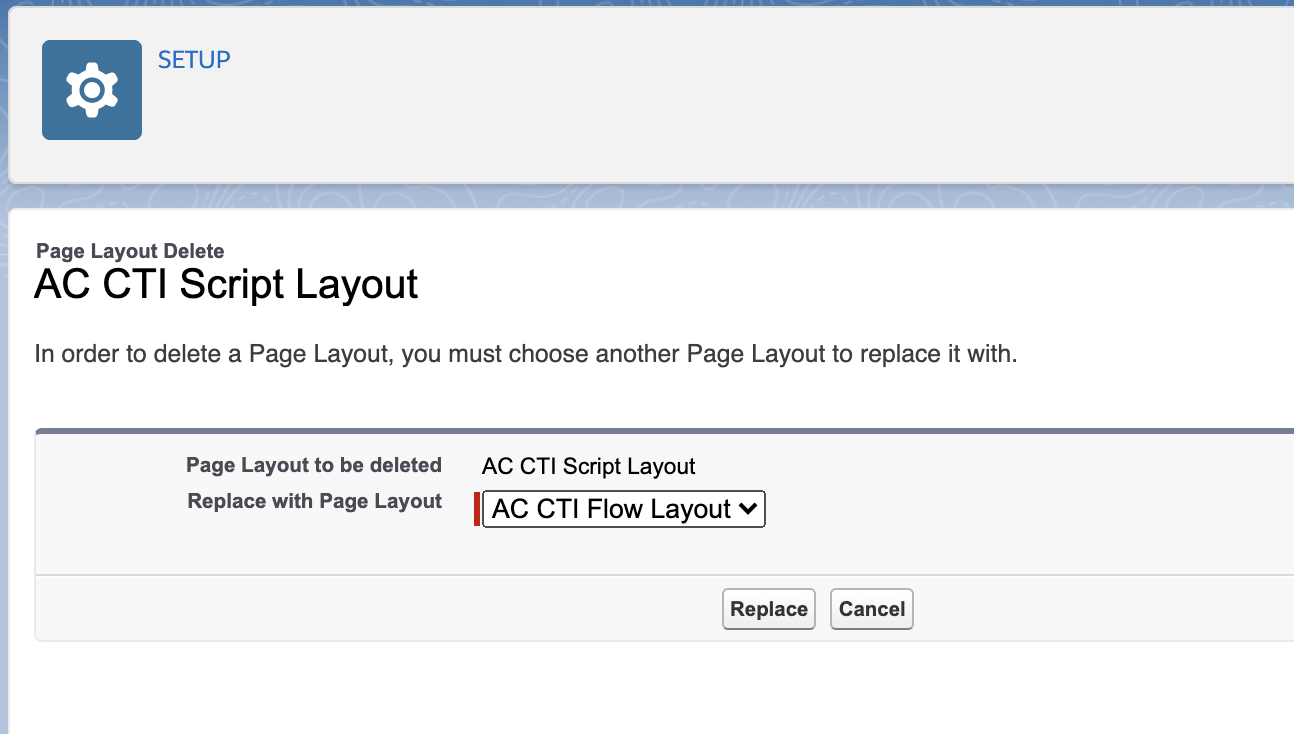 SETUP
Page Layout Delete
AC CTI Script Layout
In order to delete a Page Layout, you must choose another Page Layout to replace it with.
Page Layout to be deleted AC CTI Script Layout
Replace with Page Layout AC CTI Flow Layout
Replace Cancel